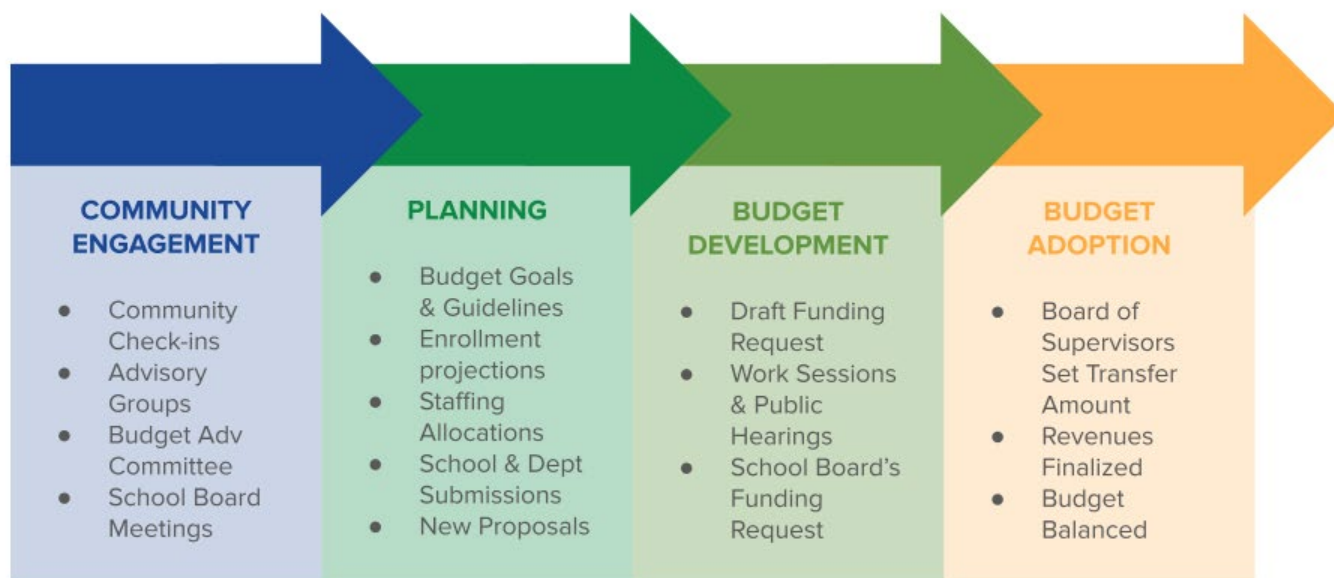 COMMUNITY
ENGAGEMENT
● Community
Check-ins
● Advisory
Groups
● Budget Adv
Committee
● School Board
Meetings
PLANNING
● Budget Goals
& Guidelines
● Enrollment
projections
● Staffing
Allocations
● School & Dept
Submissions
● New Proposals
BUDGET
DEVELOPMENT
● Draft Funding
Request
● Work Sessions
& Public
Hearings
● School Board’s
Funding
Request
BUDGET
ADOPTION
● Board of
Supervisors
Set Transfer
Amount
● Revenues
Finalized
● Budget
Balanced